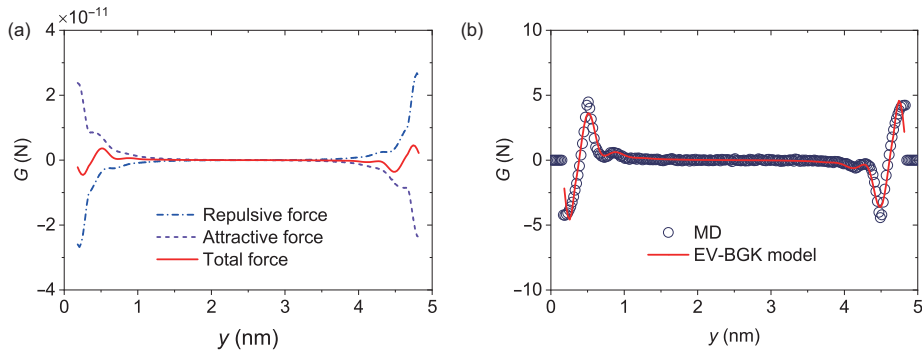 (a)
×10⁻¹¹
4
2
0
−2
−4
G (N)
Repulsive force
Attractive force
Total force
0 1 2 3 4 5
y (nm)
(b)
10
5
0
−5
−10
G (N)
MD
EV-BGK model
0 1 2 3 4 5
y (nm)